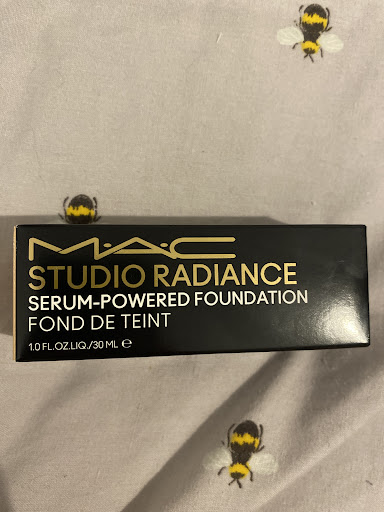 M·A·C
STUDIO RADIANCE
SERUM-POWERED FOUNDATION
FOND DE TEINT
1.0 FL.OZ.LIQ./30 ML ℮